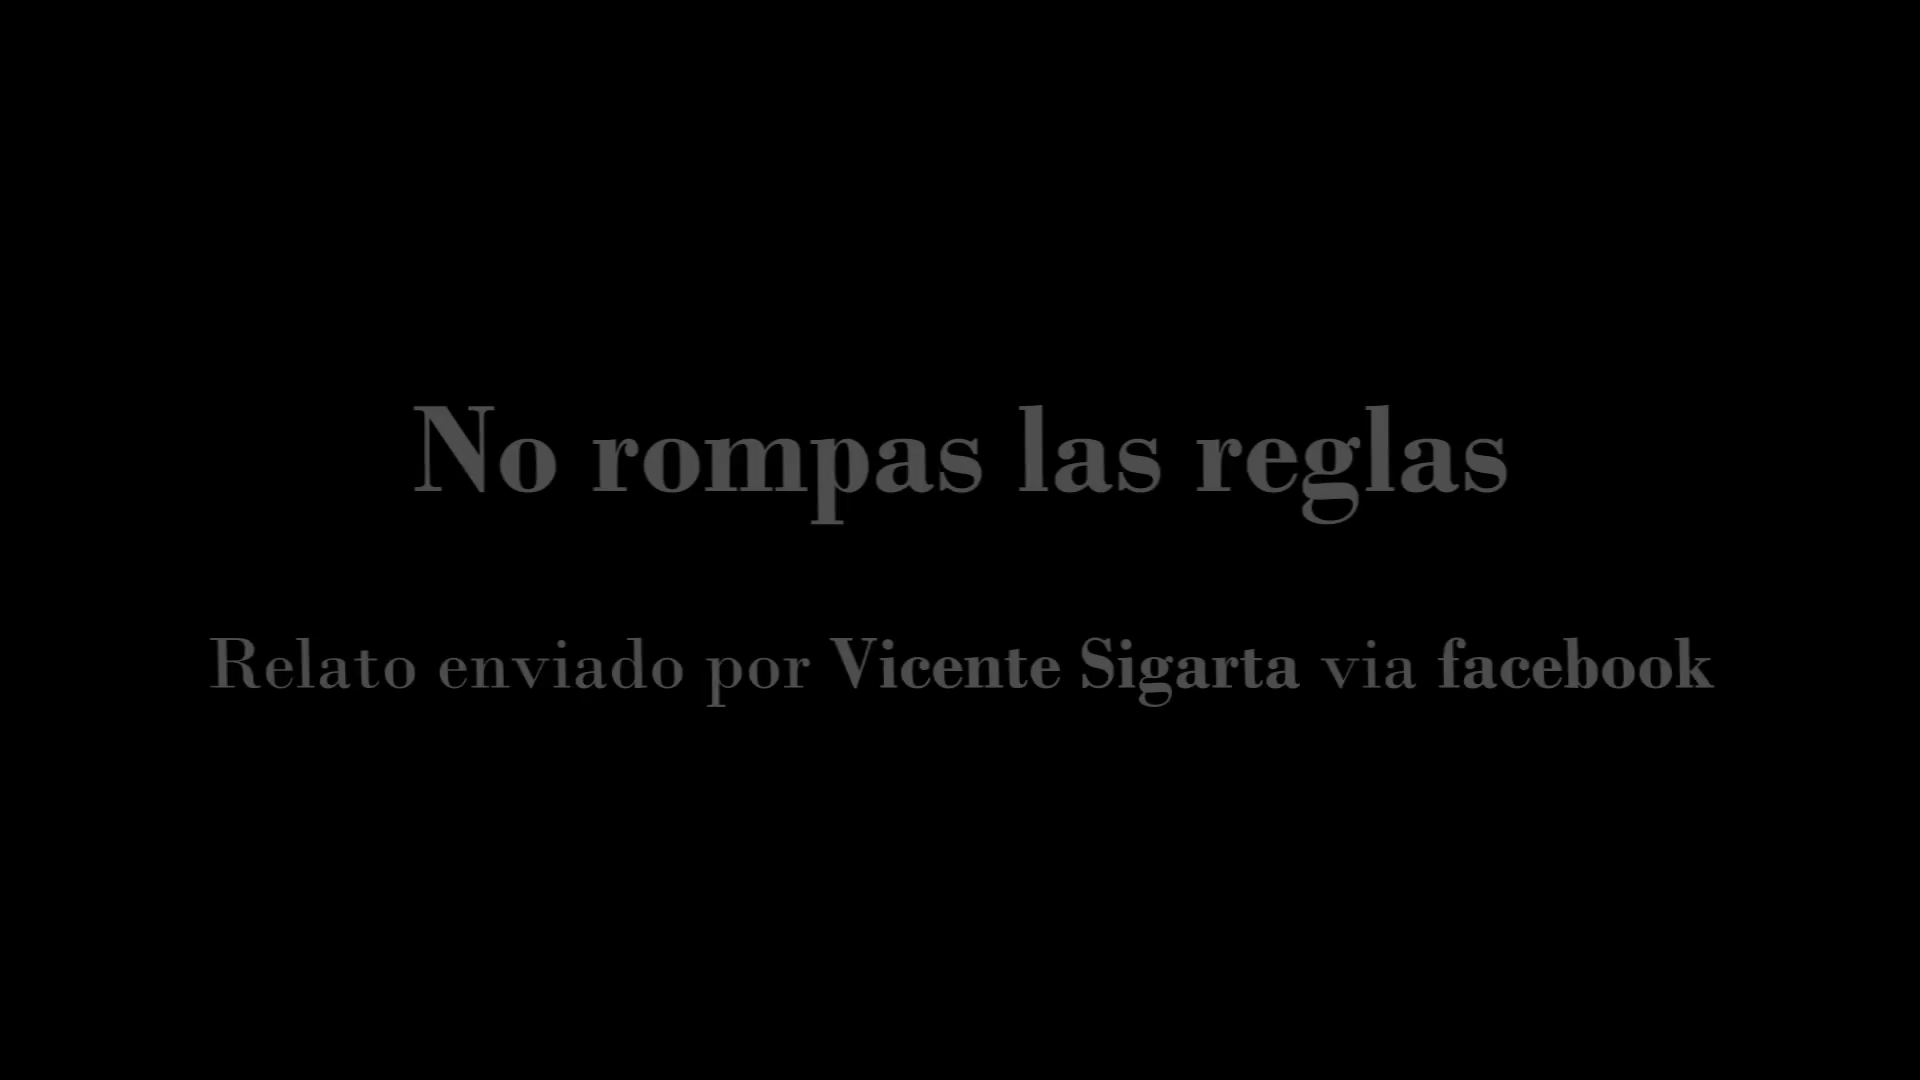 No rompas las reglas
Relato enviado por Vicente Sigarta via facebook